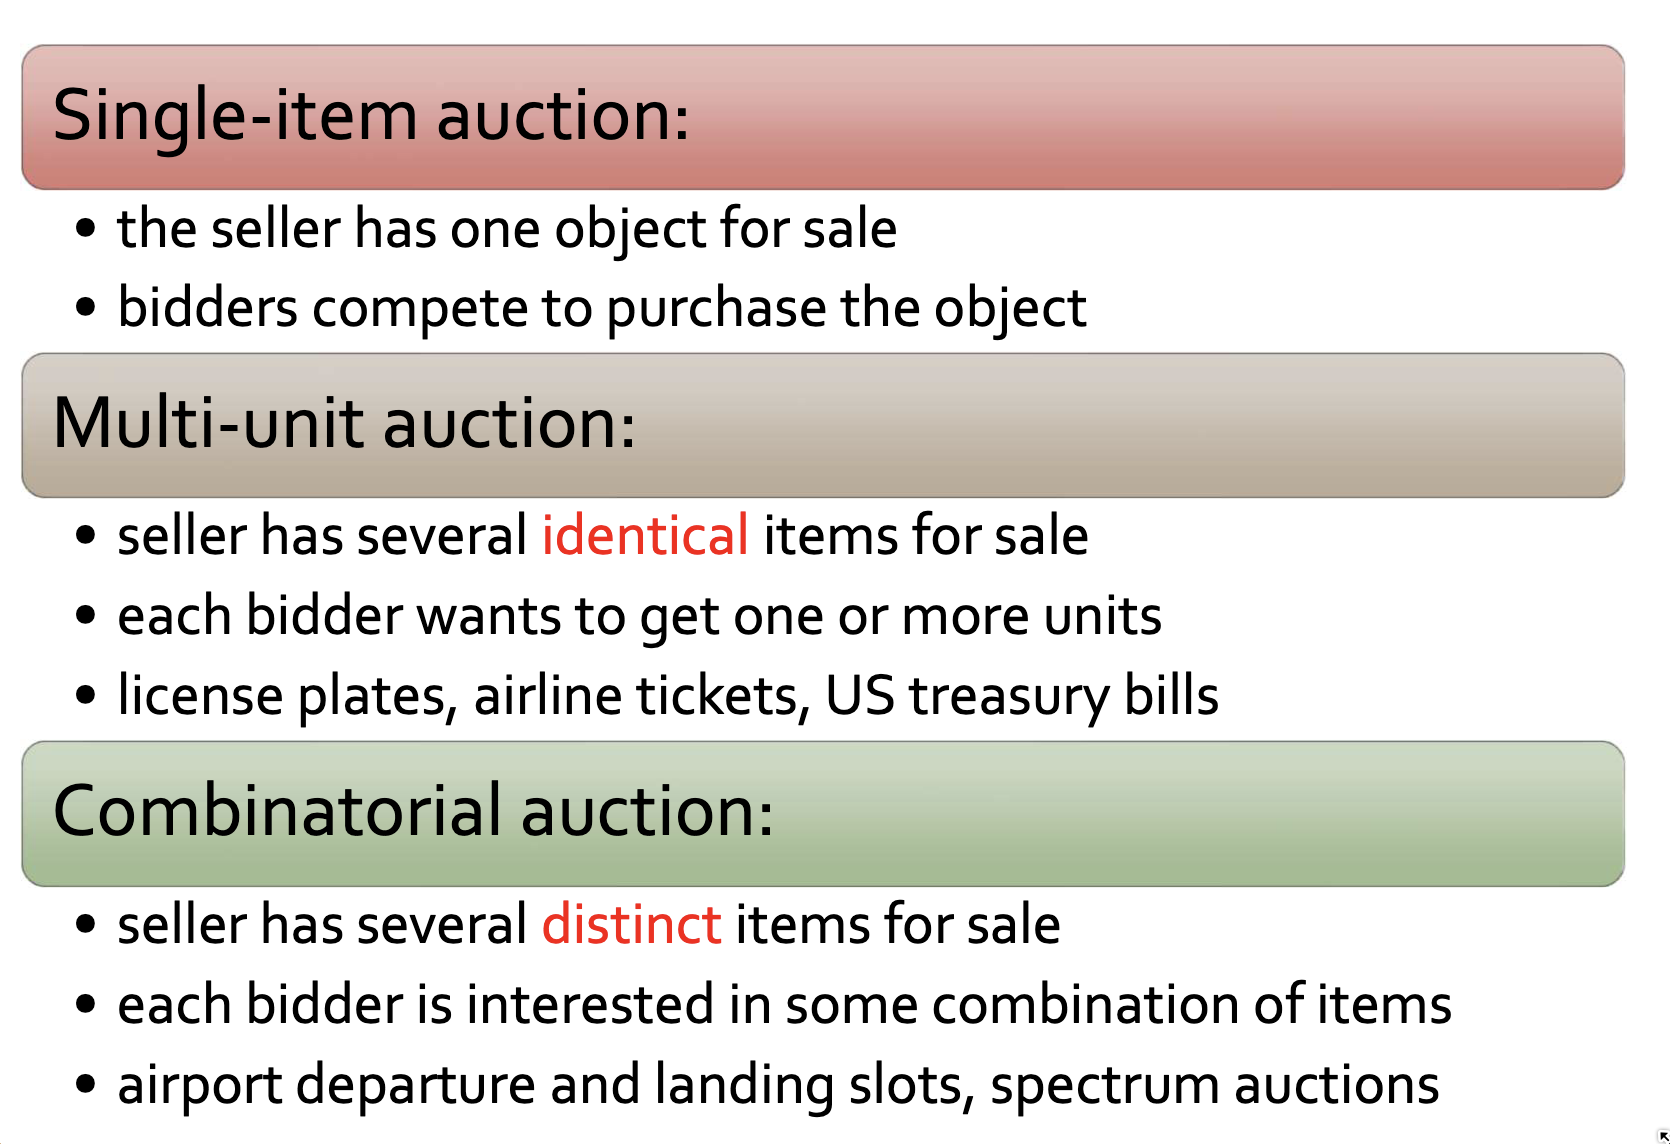 Single-item auction:
• the seller has one object for sale
• bidders compete to purchase the object
Multi-unit auction:
• seller has several identical items for sale
• each bidder wants to get one or more units
• license plates, airline tickets, US treasury bills
Combinatorial auction:
• seller has several distinct items for sale
• each bidder is interested in some combination of items
• airport departure and landing slots, spectrum auctions